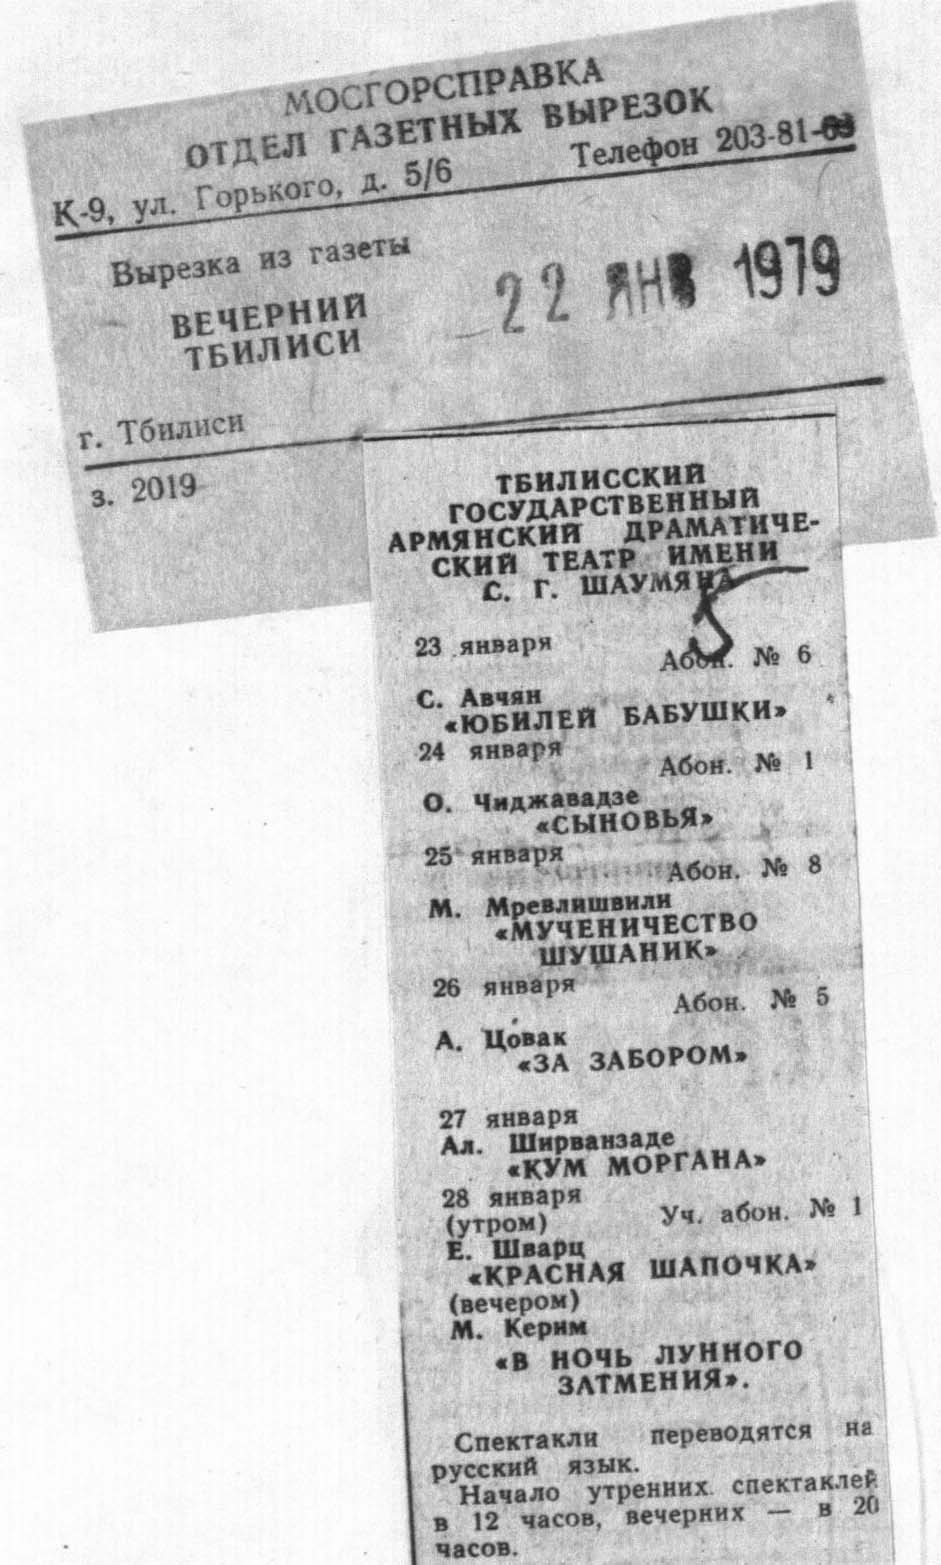 МОСГОРСПРАВКА
ОТДЕЛ ГАЗЕТНЫХ ВЫРЕЗОК
К-9, ул. Горького, д. 5/6 Телефон 203-81-63
Вырезка из газеты
ВЕЧЕРНИЙ
ТБИЛИСИ
22 ЯНВ 1979
г. Тбилиси
з. 2019
ТБИЛИССКИЙ
ГОСУДАРСТВЕННЫЙ
АРМЯНСКИЙ ДРАМАТИЧЕ-
СКИЙ ТЕАТР ИМЕНИ
С. Г. ШАУМЯНА
5
23 января
Абон. № 6
С. Авчян
«ЮБИЛЕЙ БАБУШКИ»
24 января
Абон. № 1
О. Чиджавадзе
«СЫНОВЬЯ»
25 января
Абон. № 8
М. Мревлишвили
«МУЧЕНИЧЕСТВО
ШУШАНИК»
26 января
Абон. № 5
А. Цовак
«ЗА ЗАБОРОМ»
27 января
Ал. Ширванзаде
«КУМ МОРГАНА»
28 января
(утром) Уч. абон. № 1
Е. Шварц
«КРАСНАЯ ШАПОЧКА»
(вечером)
М. Керим
«В НОЧЬ ЛУННОГО
ЗАТМЕНИЯ».
Спектакли переводятся на
русский язык.
Начало утренних спектаклей
в 12 часов, вечерних — в 20
часов.